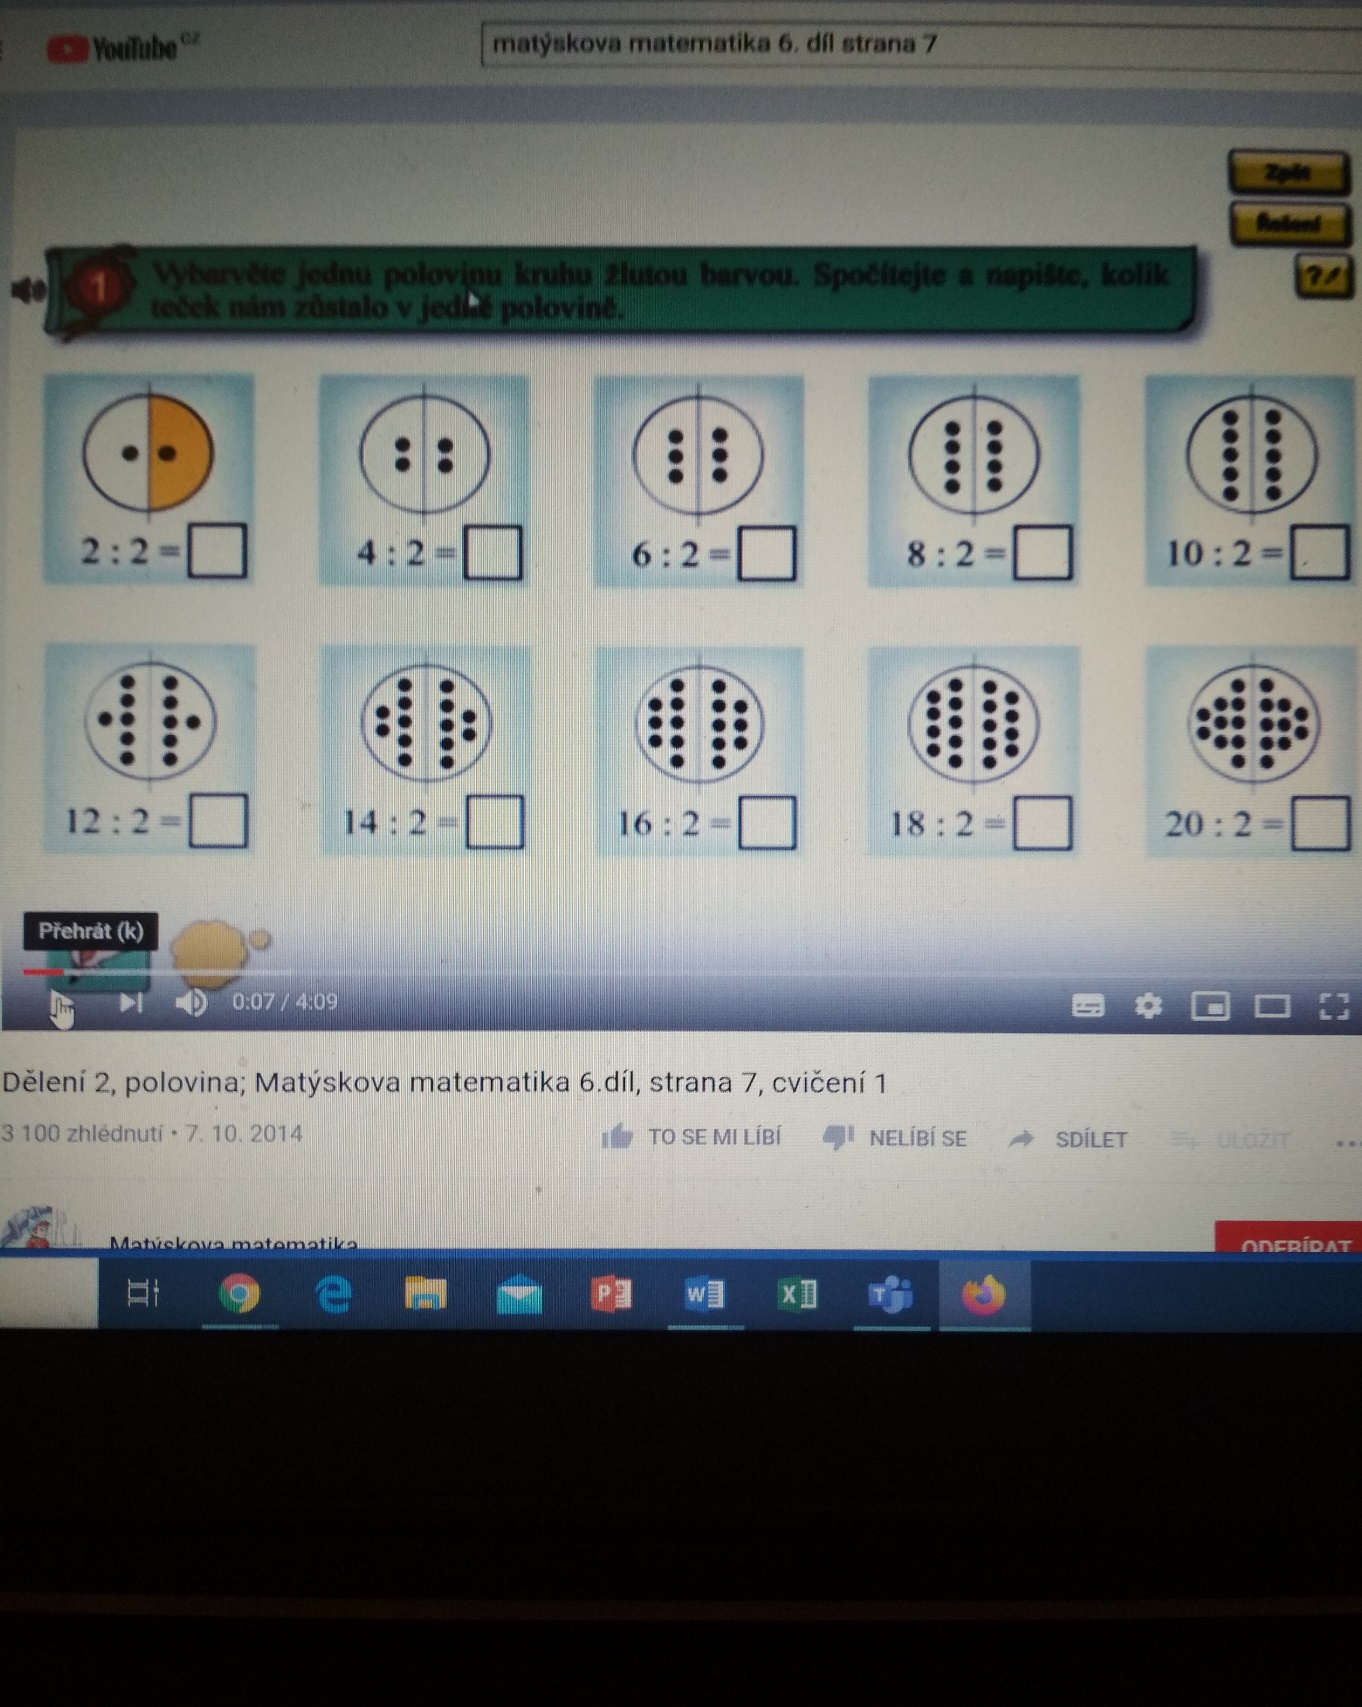 YouTube CZ
matýskova matematika 6. díl strana 7
Zpět
Řešení
?
1
Vybarvěte jednu polovinu kruhu žlutou barvou. Spočítejte a napište, kolik
teček nám zůstalo v jedné polovině.
2 : 2 = 4 : 2 = 6 : 2 = 8 : 2 = 10 : 2 =
12 : 2 = 14 : 2 = 16 : 2 = 18 : 2 = 20 : 2 =
Přehrát (k)
0:07 / 4:09
Dělení 2, polovina; Matýskova matematika 6.díl, strana 7, cvičení 1
3 100 zhlédnutí • 7. 10. 2014 TO SE MI LÍBÍ NELÍBÍ SE SDÍLET ULOŽIT ...
Matýskova matematika ODEBÍRAT
P W X T